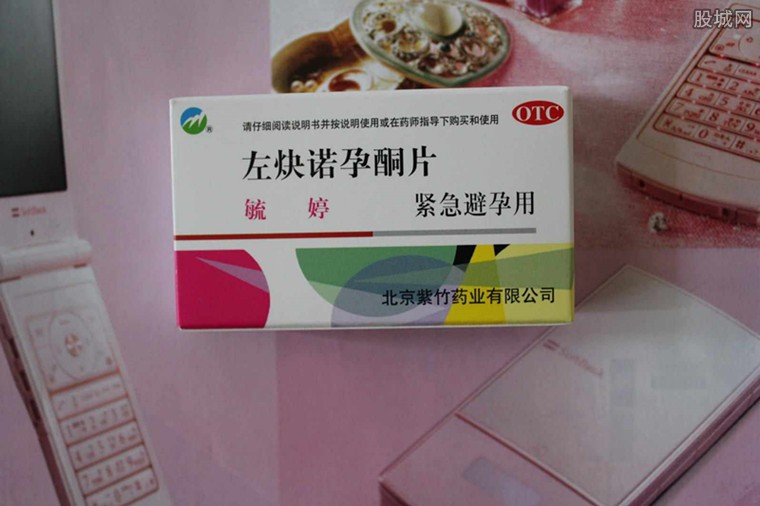 股城网
请仔细阅读说明书并按说明使用或在药师指导下购买和使用
OTC
®
左炔诺孕酮片
毓婷 紧急避孕用
北京紫竹药业有限公司